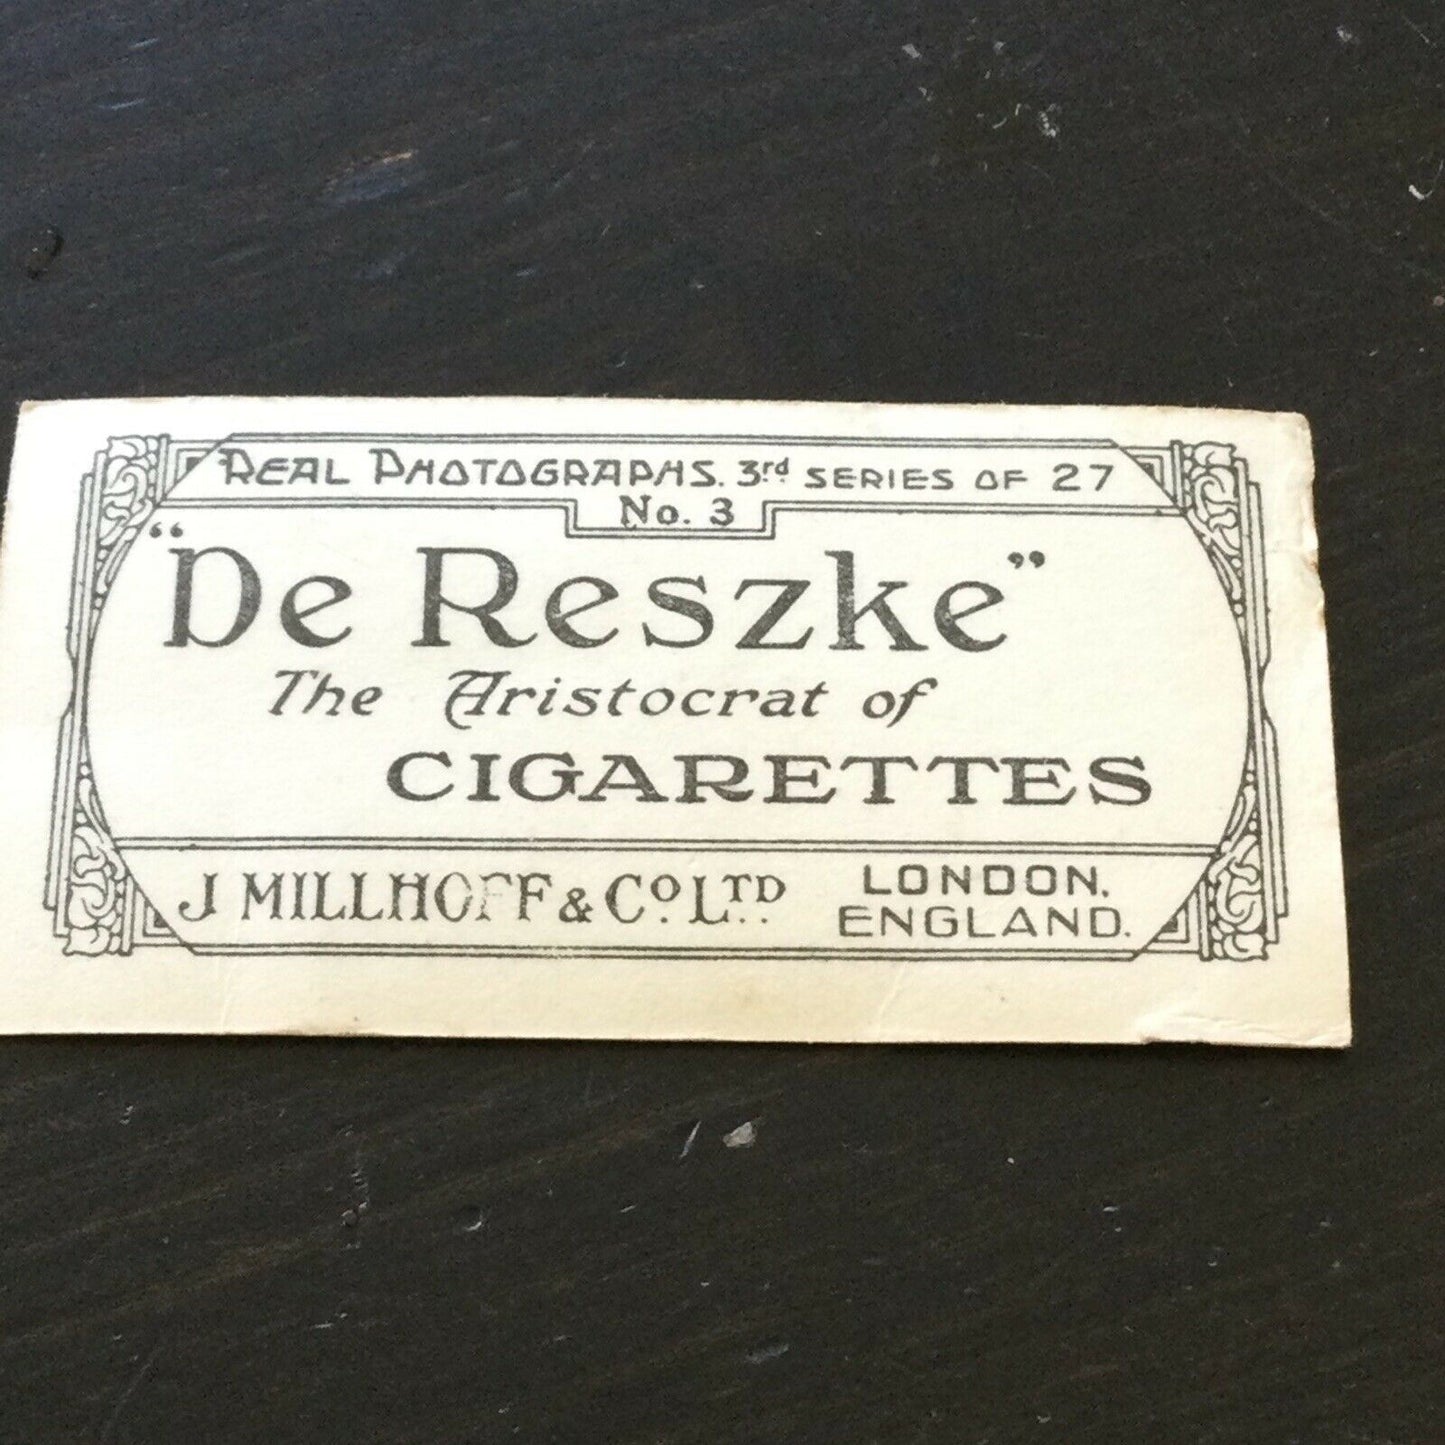 REAL PHOTOGRAPHS. 3rd SERIES OF 27
No. 3
"De Reszke"
The Aristocrat of
CIGARETTES
J MILLHOFF & Co. LTD.
LONDON.
ENGLAND.